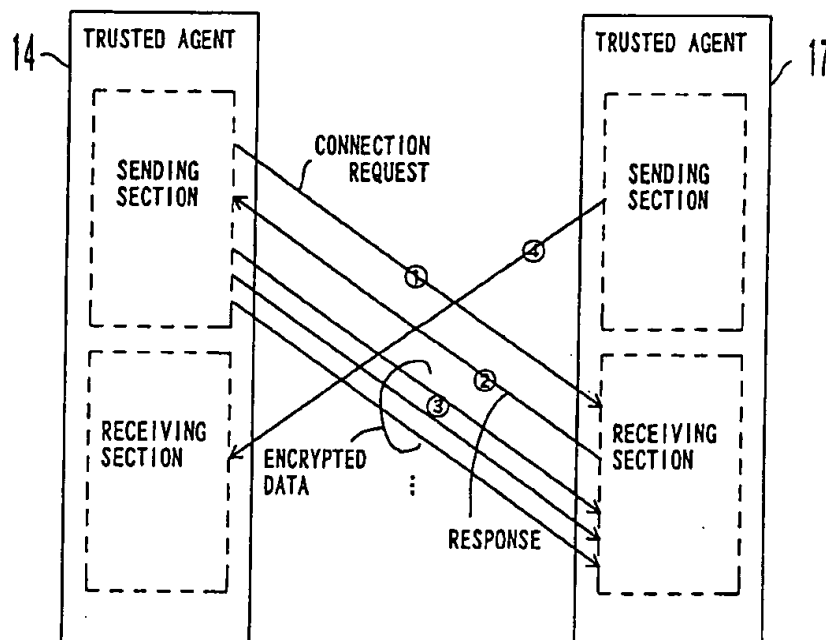 14
TRUSTED AGENT
SENDING
SECTION
RECEIVING
SECTION
CONNECTION
REQUEST
①
②
③
④
ENCRYPTED
DATA
⋮
RESPONSE
TRUSTED AGENT
17
SENDING
SECTION
RECEIVING
SECTION